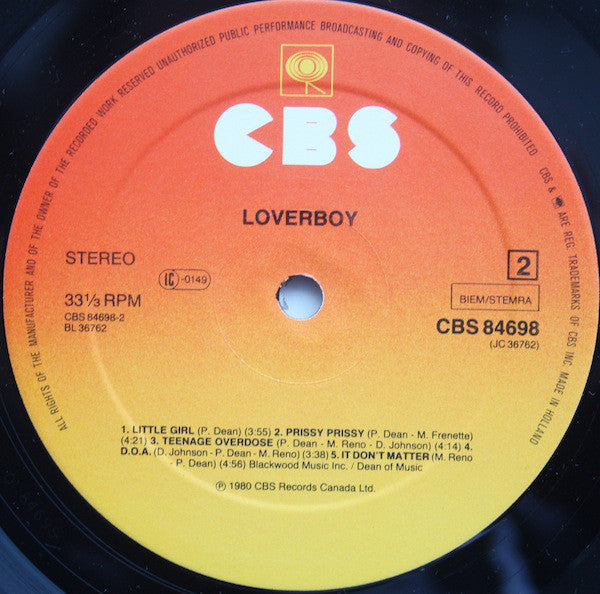 ALL RIGHTS OF THE MANUFACTURER AND OF THE OWNER OF THE RECORDED WORK RESERVED UNAUTHORIZED PUBLIC PERFORMANCE BROADCASTING AND COPYING OF THIS RECORD PROHIBITED CBS & ARE REG. TRADEMARKS OF CBS INC. MADE IN HOLLAND
CBS
LOVERBOY
STEREO
IC -0149
2
33⅓ RPM
BIEM/STEMRA
CBS 84698-2
CBS 84698
BL 36762
(JC 36762)
1. LITTLE GIRL (P. Dean) (3:55) 2. PRISSY PRISSY (P. Dean - M. Frenette)
(4:21) 3. TEENAGE OVERDOSE (P. Dean - M. Reno - D. Johnson) (4:14) 4.
D.O.A. (D. Johnson - P. Dean - M. Reno) (3:38) 5. IT DON'T MATTER (M. Reno
- P. Dean) (4:56) Blackwood Music Inc. / Dean of Music
℗ 1980 CBS Records Canada Ltd.